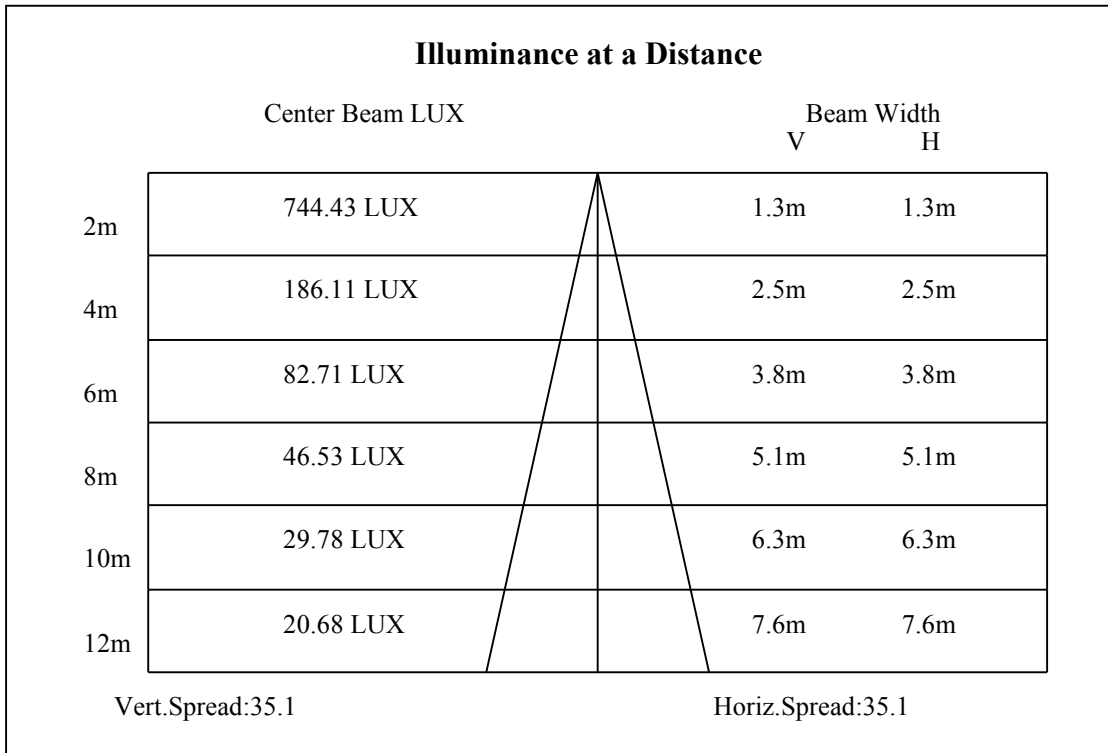 Illuminance at a Distance
Center Beam LUX Beam Width
V H
2m 744.43 LUX 1.3m 1.3m
4m 186.11 LUX 2.5m 2.5m
6m 82.71 LUX 3.8m 3.8m
8m 46.53 LUX 5.1m 5.1m
10m 29.78 LUX 6.3m 6.3m
12m 20.68 LUX 7.6m 7.6m
Vert.Spread:35.1 Horiz.Spread:35.1